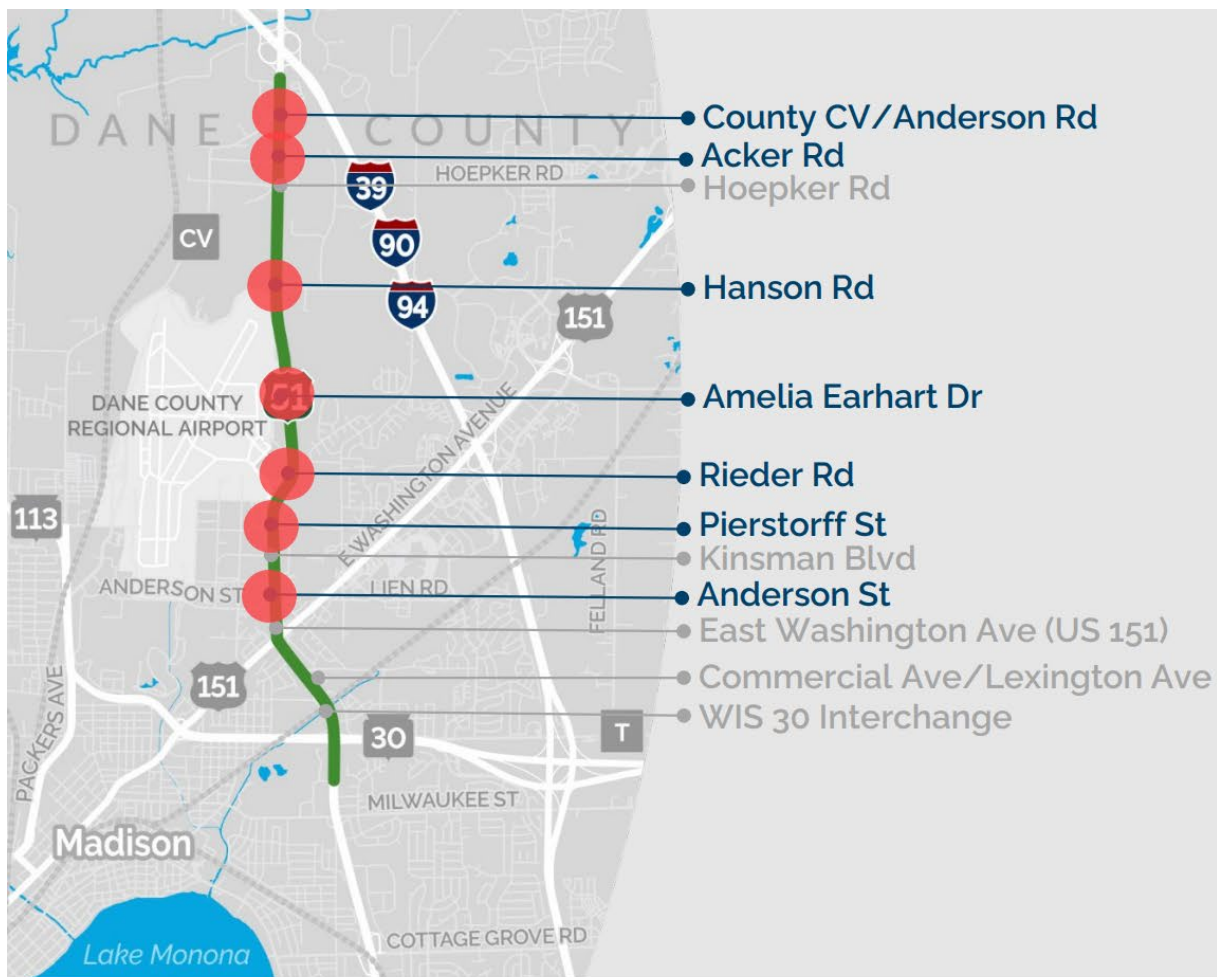 DANE COUNTY
County CV/Anderson Rd
Acker Rd
HOEPKER RD
Hoepker Rd
39
CV
90
Hanson Rd
94
151
51
Amelia Earhart Dr
DANE COUNTY
REGIONAL AIRPORT
E WASHINGTON AVENUE
Rieder Rd
113
Pierstorff St
FELLAND RD
Kinsman Blvd
ANDERSON ST
LIEN RD
Anderson St
East Washington Ave (US 151)
151
Commercial Ave/Lexington Ave
PACKERS AVE
WIS 30 Interchange
30
T
MILWAUKEE ST
Madison
COTTAGE GROVE RD
Lake Monona